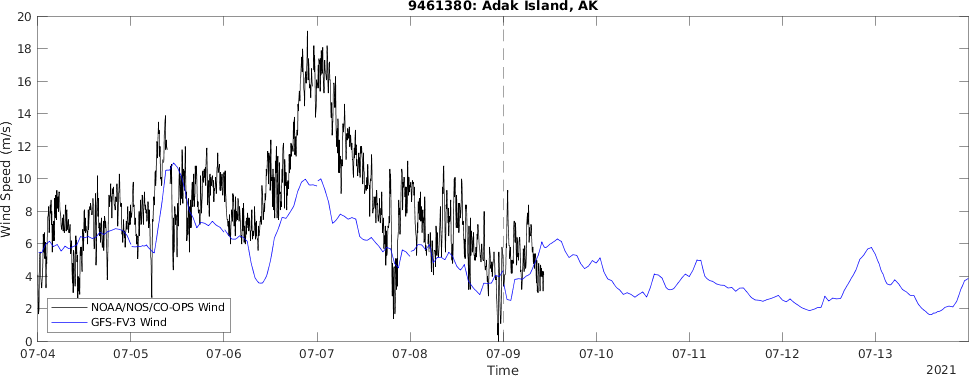 9461380: Adak Island, AK
20
18
16
14
12
10
8
6
4
2
0
Wind Speed (m/s)
NOAA/NOS/CO-OPS Wind
GFS-FV3 Wind
07-04 07-05 07-06 07-07 07-08 07-09 07-10 07-11 07-12 07-13
Time
2021